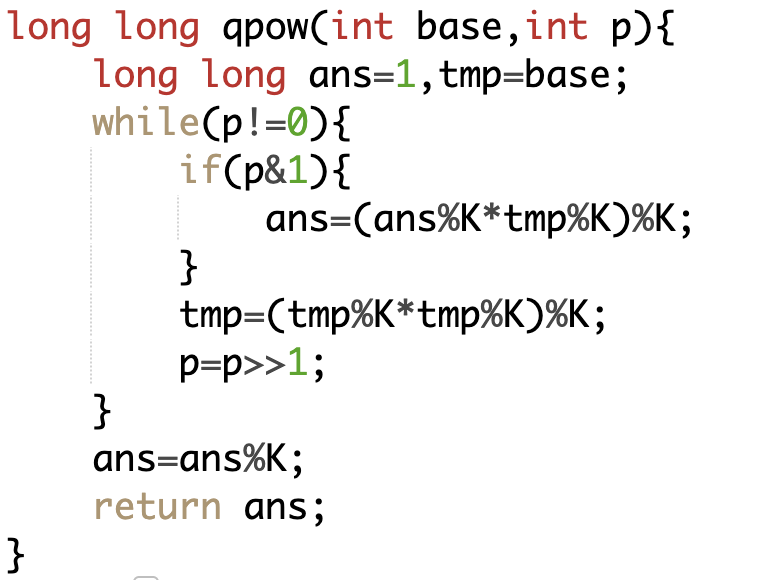 long long qpow(int base,int p){
    long long ans=1,tmp=base;
    while(p!=0){
        if(p&1){
            ans=(ans%K*tmp%K)%K;
        }
        tmp=(tmp%K*tmp%K)%K;
        p=p>>1;
    }
    ans=ans%K;
    return ans;
}